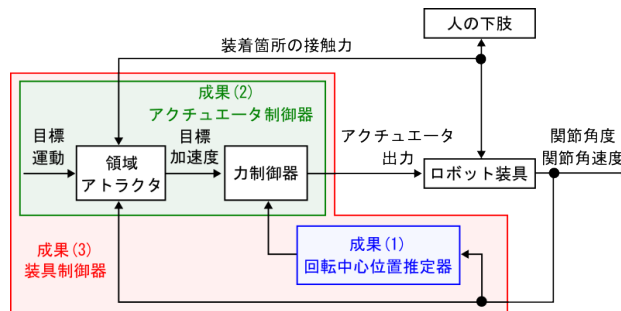 人の下肢
装着箇所の接触力
成果(2)
アクチュエータ制御器
目標
運動
領域
アトラクタ
目標
加速度
力制御器
アクチュエータ
出力
ロボット装具
関節角度
関節角速度
成果(3)
装具制御器
成果(1)
回転中心位置推定器